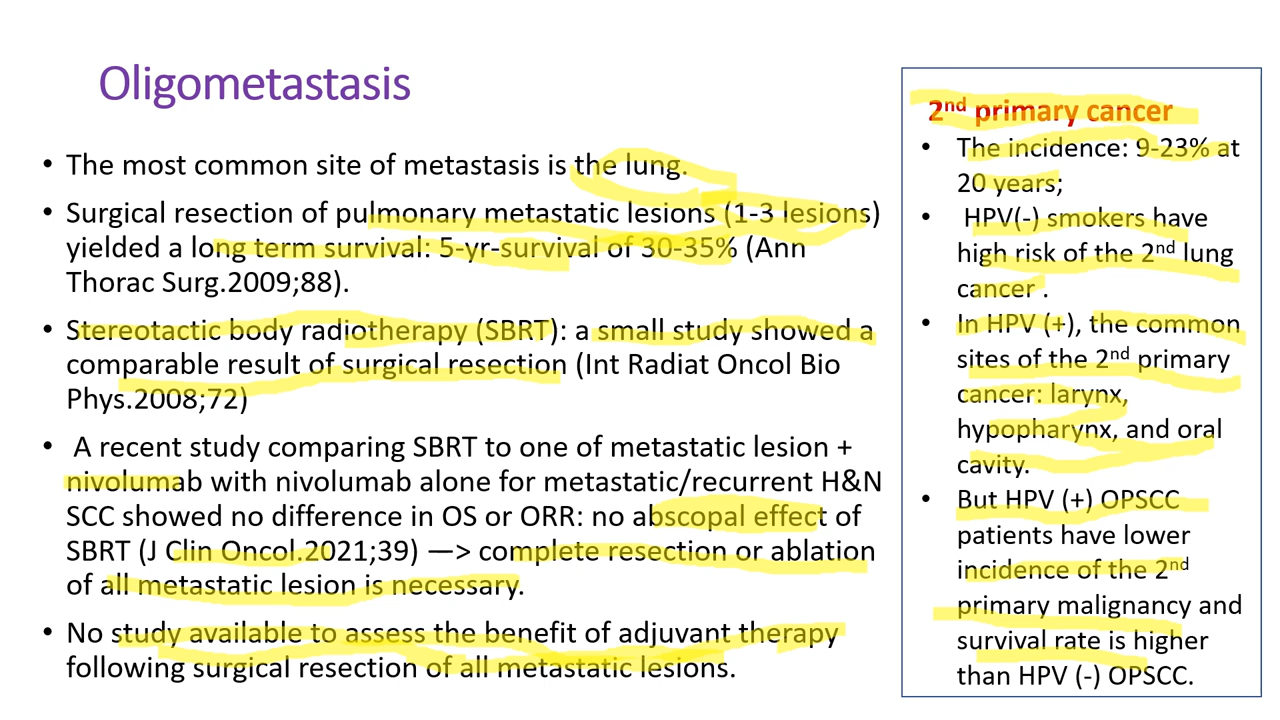 Oligometastasis
• The most common site of metastasis is the lung.
• Surgical resection of pulmonary metastatic lesions (1-3 lesions)
yielded a long term survival: 5-yr-survival of 30-35% (Ann
Thorac Surg.2009;88).
• Stereotactic body radiotherapy (SBRT): a small study showed a
comparable result of surgical resection (Int Radiat Oncol Bio
Phys.2008;72)
• A recent study comparing SBRT to one of metastatic lesion +
nivolumab with nivolumab alone for metastatic/recurrent H&N
SCC showed no difference in OS or ORR: no abscopal effect of
SBRT (J Clin Oncol.2021;39) —> complete resection or ablation
of all metastatic lesion is necessary.
• No study available to assess the benefit of adjuvant therapy
following surgical resection of all metastatic lesions.
2nd primary cancer
• The incidence: 9-23% at
20 years;
• HPV(-) smokers have
high risk of the 2nd lung
cancer .
• In HPV (+), the common
sites of the 2nd primary
cancer: larynx,
hypopharynx, and oral
cavity.
• But HPV (+) OPSCC
patients have lower
incidence of the 2nd
primary malignancy and
survival rate is higher
than HPV (-) OPSCC.